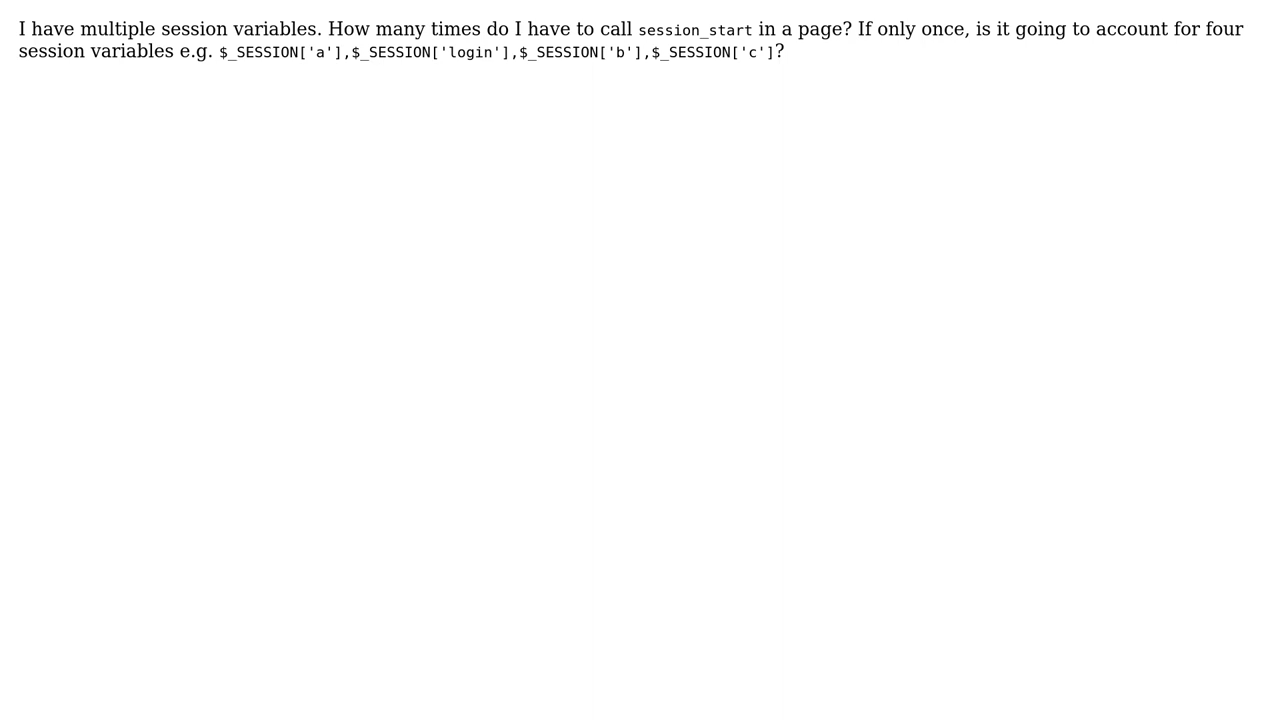 I have multiple session variables. How many times do I have to call session_start in a page? If only once, is it going to account for four
session variables e.g. $_SESSION['a'],$_SESSION['login'],$_SESSION['b'],$_SESSION['c']?